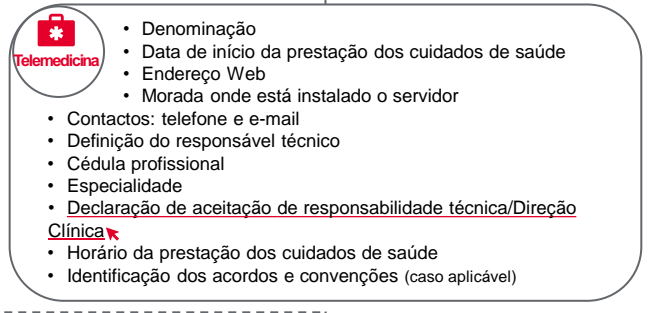 Telemedicina
• Denominação
• Data de início da prestação dos cuidados de saúde
• Endereço Web
• Morada onde está instalado o servidor
• Contactos: telefone e e-mail
• Definição do responsável técnico
• Cédula profissional
• Especialidade
• Declaração de aceitação de responsabilidade técnica/Direção
Clínica
• Horário da prestação dos cuidados de saúde
• Identificação dos acordos e convenções (caso aplicável)